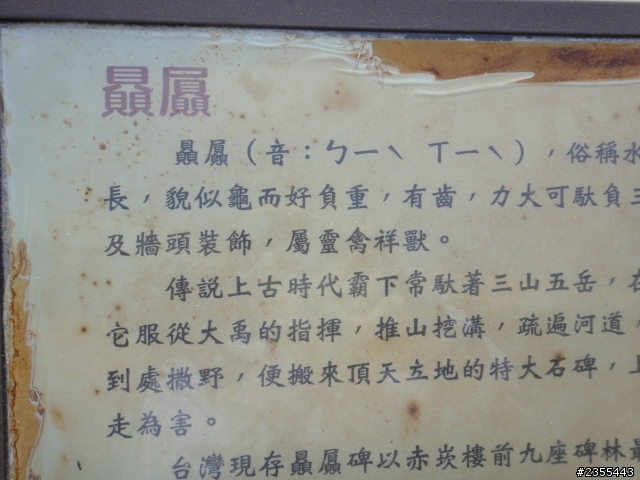 贔屭
贔屭（音：ㄅㄧˋ ㄒㄧˋ），俗稱水
長，貌似龜而好負重，有齒，力大可馱負三
及牆頭裝飾，屬靈禽祥獸。
傳說上古時代霸下常馱著三山五岳，在
它服從大禹的指揮，推山挖溝，疏遍河道，
到處撒野，便搬來頂天立地的特大石碑，上
走為害。
台灣現存贔屭碑以赤崁樓前九座碑林最
#2355443